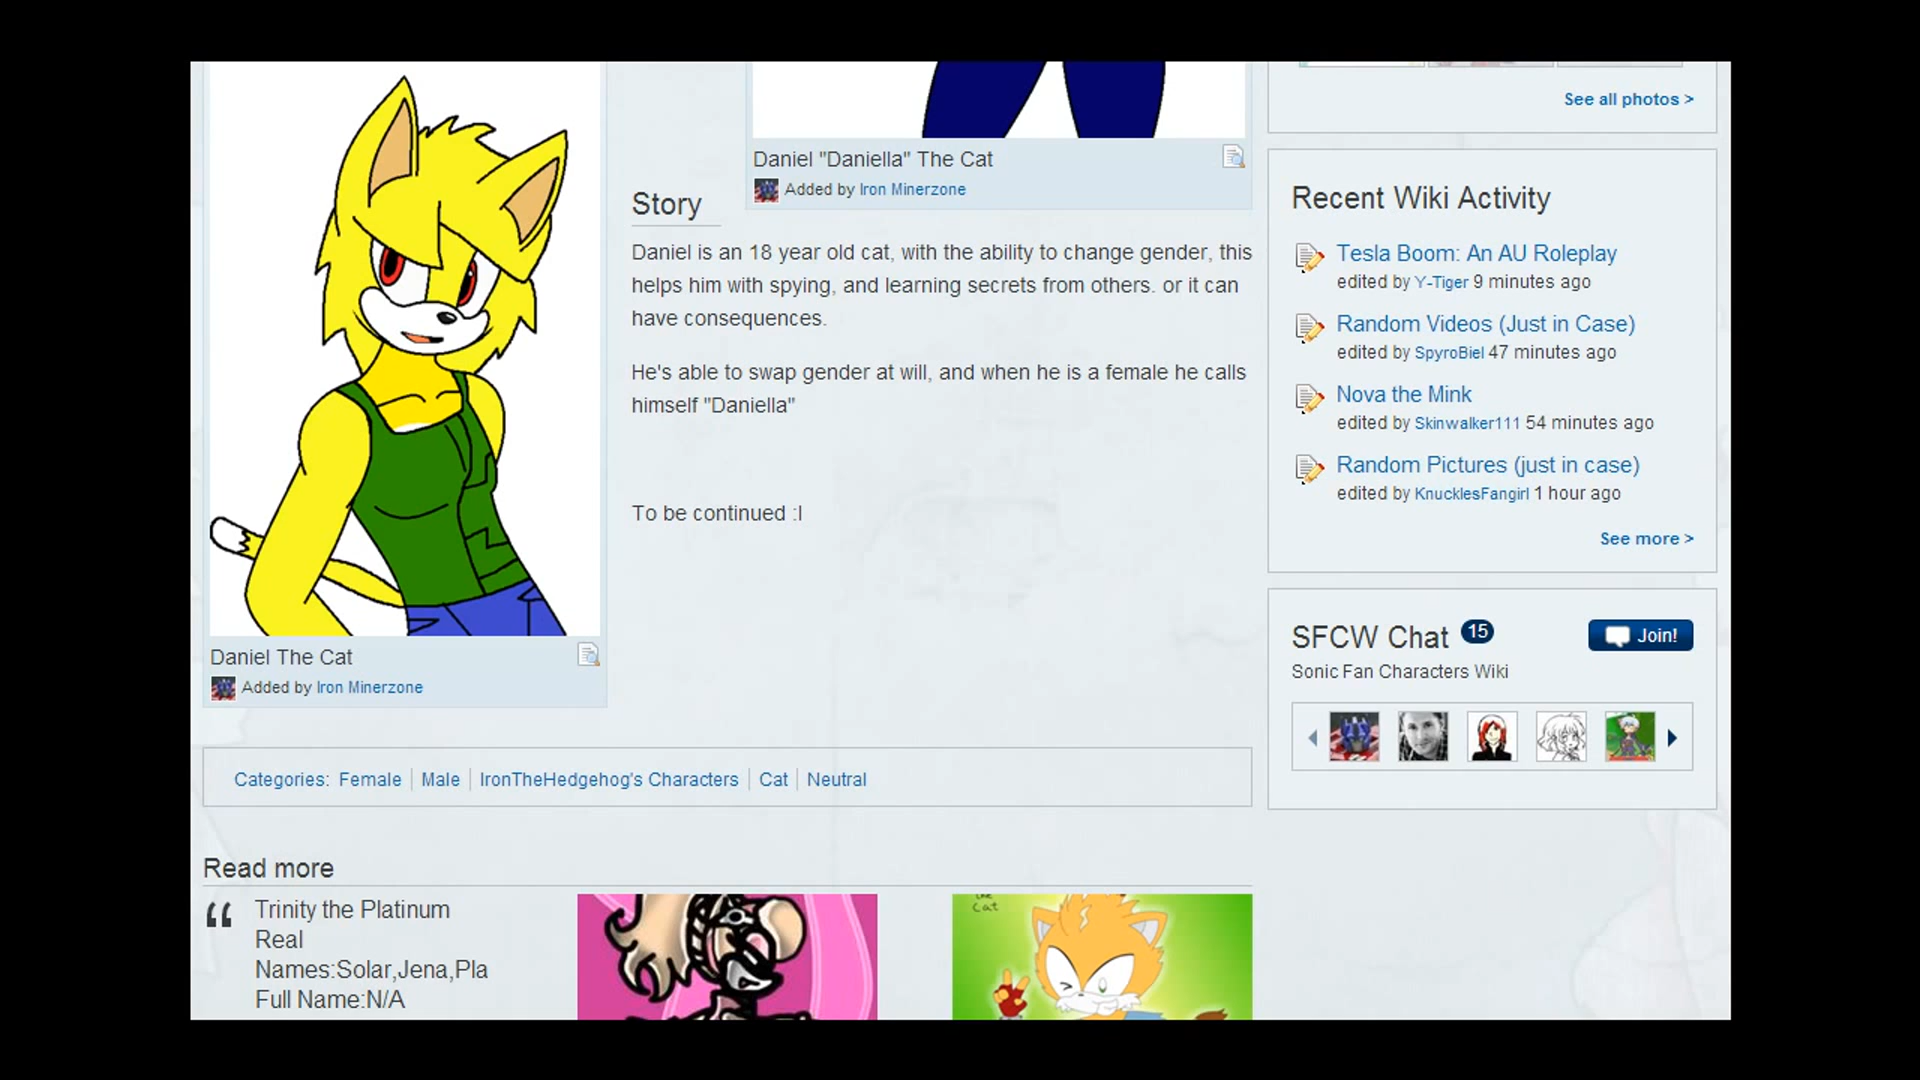 Daniel "Daniella" The Cat
Added by Iron Minerzone
Story
Daniel is an 18 year old cat, with the ability to change gender, this
helps him with spying, and learning secrets from others. or it can
have consequences.
He's able to swap gender at will, and when he is a female he calls
himself "Daniella"
To be continued :I
Daniel The Cat
Added by Iron Minerzone
Categories: Female Male IronTheHedgehog's Characters Cat Neutral
Read more
Trinity the Platinum
Real
Names:Solar,Jena,Pla
Full Name:N/A
the
Cat
See all photos >
Recent Wiki Activity
Tesla Boom: An AU Roleplay
edited by Y-Tiger 9 minutes ago
Random Videos (Just in Case)
edited by SpyroBiel 47 minutes ago
Nova the Mink
edited by Skinwalker111 54 minutes ago
Random Pictures (just in case)
edited by KnucklesFangirl 1 hour ago
See more >
SFCW Chat 15
Join!
Sonic Fan Characters Wiki